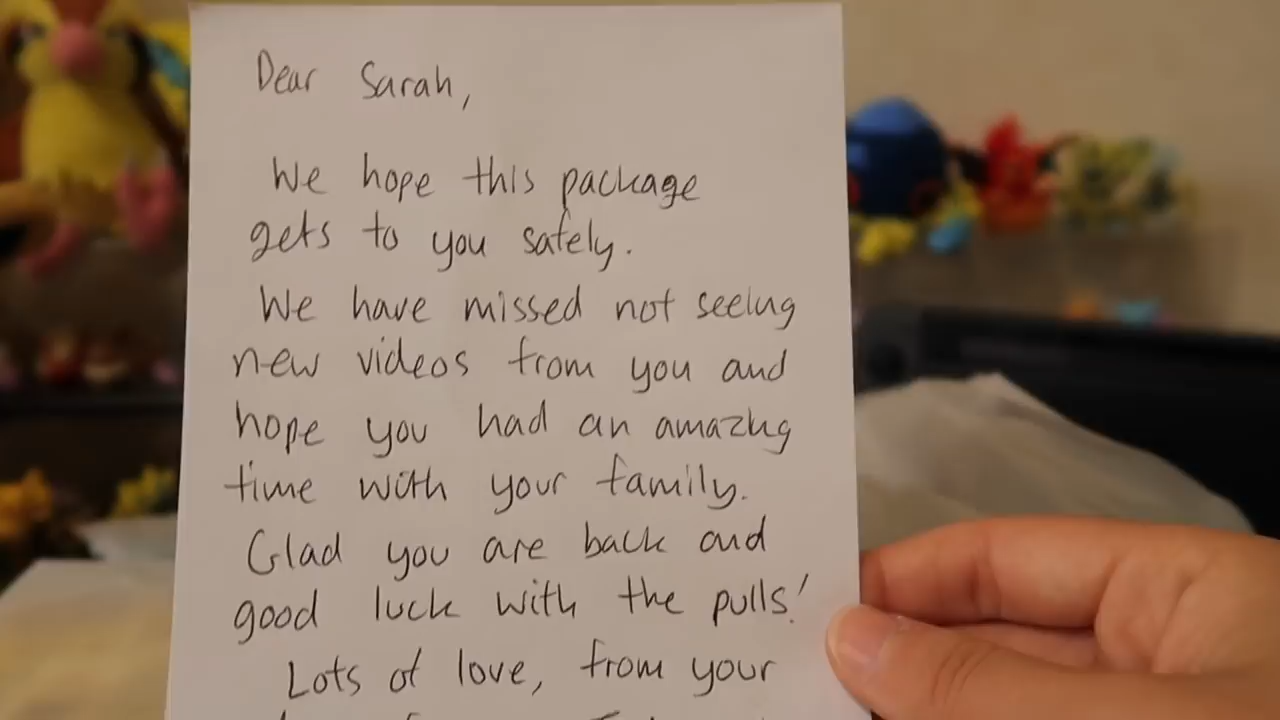 Dear Sarah,
We hope this package
gets to you safely.
We have missed not seeing
new videos from you and
hope you had an amazing
time with your family.
Glad you are back and
good luck with the pulls!
Lots of love, from your